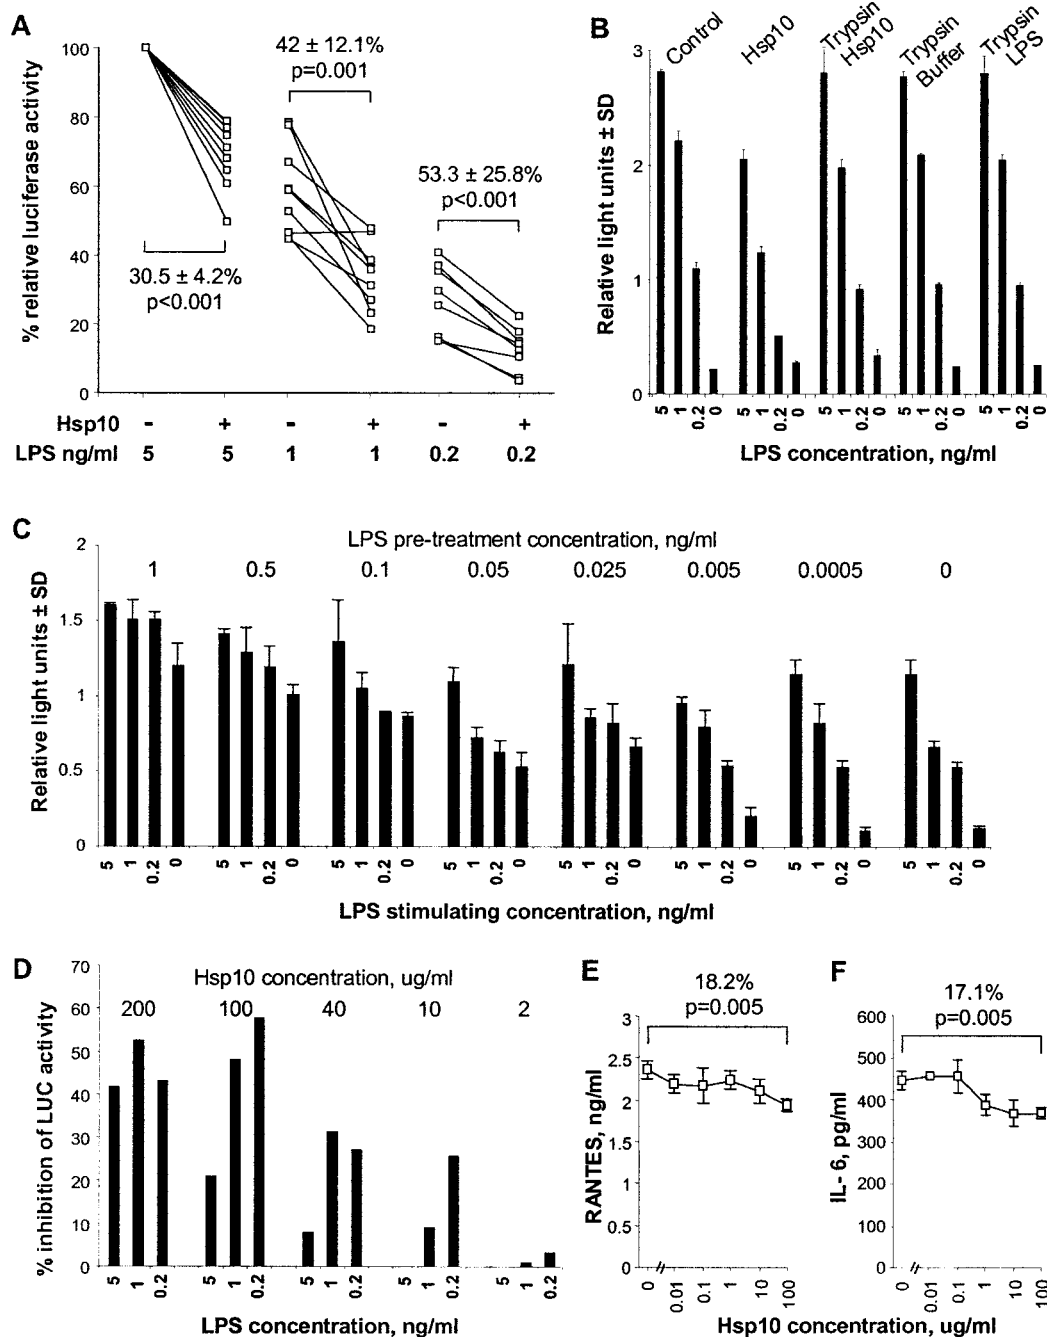 A
42 ± 12.1%
p=0.001
53.3 ± 25.8%
p<0.001
30.5 ± 4.2%
p<0.001
% relative luciferase activity
100
80
60
40
20
0
Hsp10 - + - + - +
LPS ng/ml 5 5 1 1 0.2 0.2
B
Control
Hsp10
Trypsin
Hsp10
Trypsin
Buffer
Trypsin
LPS
Relative light units ± SD
3
2
1
0
5 1 0.2 0 5 1 0.2 0 5 1 0.2 0 5 1 0.2 0 5 1 0.2 0
LPS concentration, ng/ml
C
LPS pre-treatment concentration, ng/ml
1 0.5 0.1 0.05 0.025 0.005 0.0005 0
Relative light units ± SD
2
1.5
1
0.5
0
5 1 0.2 0 5 1 0.2 0 5 1 0.2 0 5 1 0.2 0 5 1 0.2 0 5 1 0.2 0 5 1 0.2 0 5 1 0.2 0
LPS stimulating concentration, ng/ml
D
Hsp10 concentration, ug/ml
200 100 40 10 2
% inhibition of LUC activity
70
60
50
40
30
20
10
0
5 1 0.2 5 1 0.2 5 1 0.2 5 1 0.2 5 1 0.2
LPS concentration, ng/ml
E
18.2%
p=0.005
RANTES, ng/ml
3
2.5
2
1.5
1
0.5
0
0 // 0.01 0.1 1 10 100
F
17.1%
p=0.005
IL- 6, pg/ml
600
500
400
300
200
100
0
0 // 0.01 0.1 1 10 100
Hsp10 concentration, ug/ml